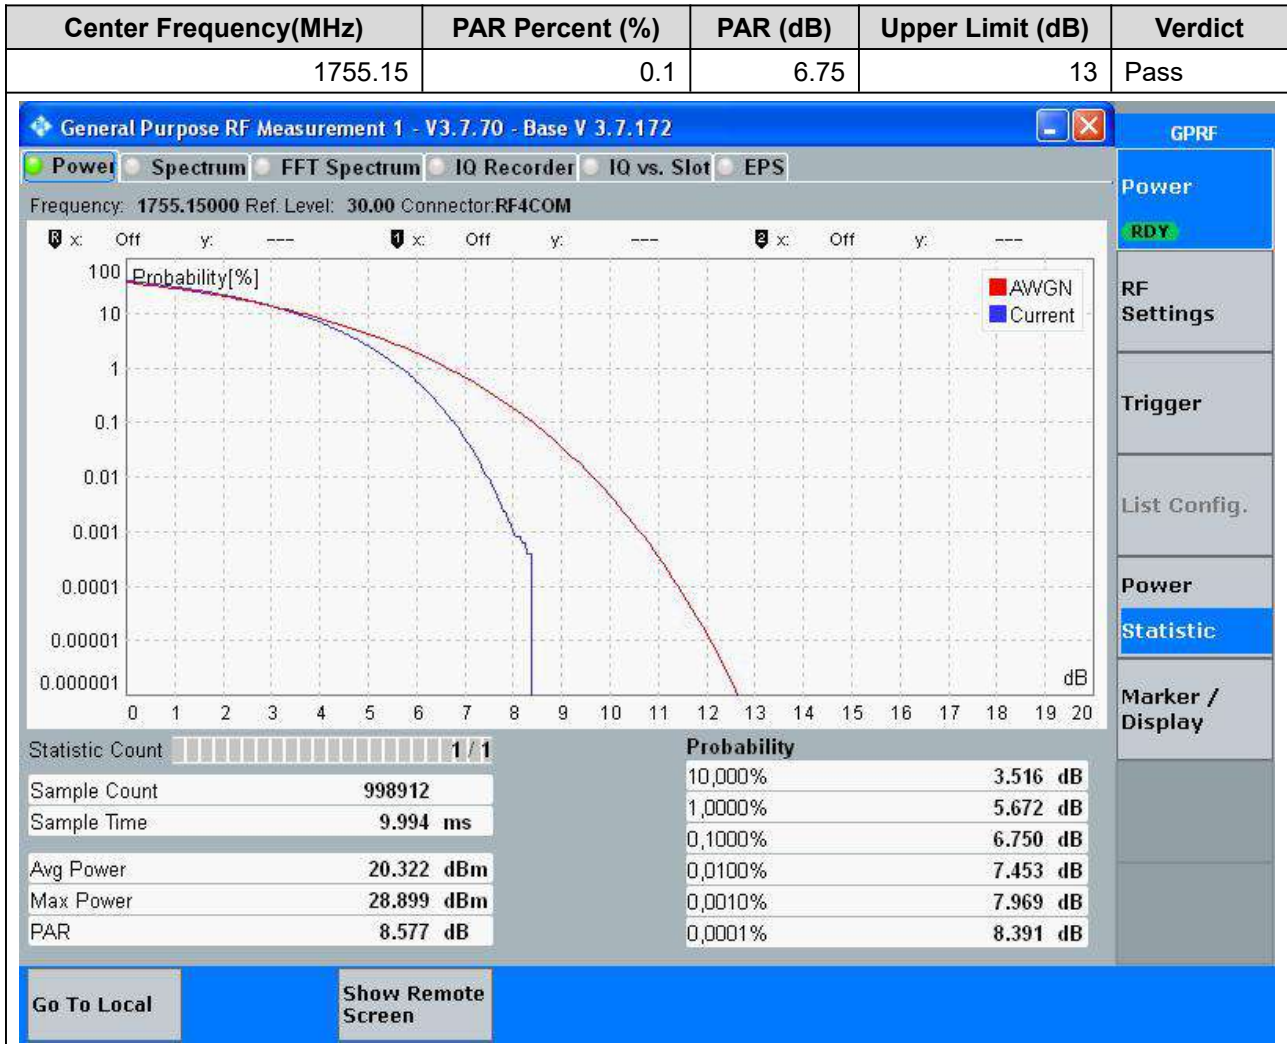 Center Frequency(MHz) PAR Percent (%) PAR (dB) Upper Limit (dB) Verdict
1755.15 0.1 6.75 13 Pass
General Purpose RF Measurement 1 - V3.7.70 - Base V 3.7.172
GPRF
Power Spectrum FFT Spectrum IQ Recorder IQ vs. Slot EPS
Power
RDY
Frequency: 1755.15000 Ref. Level: 30.00 Connector:RF4COM
R x: Off y: --- 1 x: Off y: --- 2 x: Off y: ---
Probability[%]
AWGN
Current
100
10
1
0.1
0.01
0.001
0.0001
0.00001
0.000001
dB
0 1 2 3 4 5 6 7 8 9 10 11 12 13 14 15 16 17 18 19 20
RF
Settings
Trigger
List Config.
Power
Statistic
Marker /
Display
Statistic Count 1 / 1
Sample Count 998912
Sample Time 9.994 ms
Avg Power 20.322 dBm
Max Power 28.899 dBm
PAR 8.577 dB
Probability
10,000% 3.516 dB
1,0000% 5.672 dB
0,1000% 6.750 dB
0,0100% 7.453 dB
0,0010% 7.969 dB
0,0001% 8.391 dB
Go To Local
Show Remote
Screen